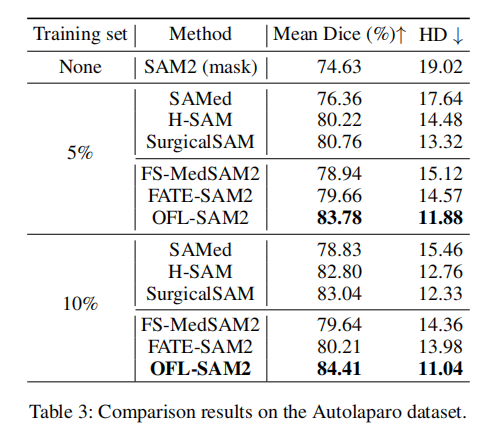 Training set Method Mean Dice (%)↑ HD ↓
None SAM2 (mask) 74.63 19.02
5%
SAMed 76.36 17.64
H-SAM 80.22 14.48
SurgicalSAM 80.76 13.32
FS-MedSAM2 78.94 15.12
FATE-SAM2 79.66 14.57
OFL-SAM2 83.78 11.88
10%
SAMed 78.83 15.46
H-SAM 82.80 12.76
SurgicalSAM 83.04 12.33
FS-MedSAM2 79.64 14.36
FATE-SAM2 80.21 13.98
OFL-SAM2 84.41 11.04
Table 3: Comparison results on the Autolaparo dataset.